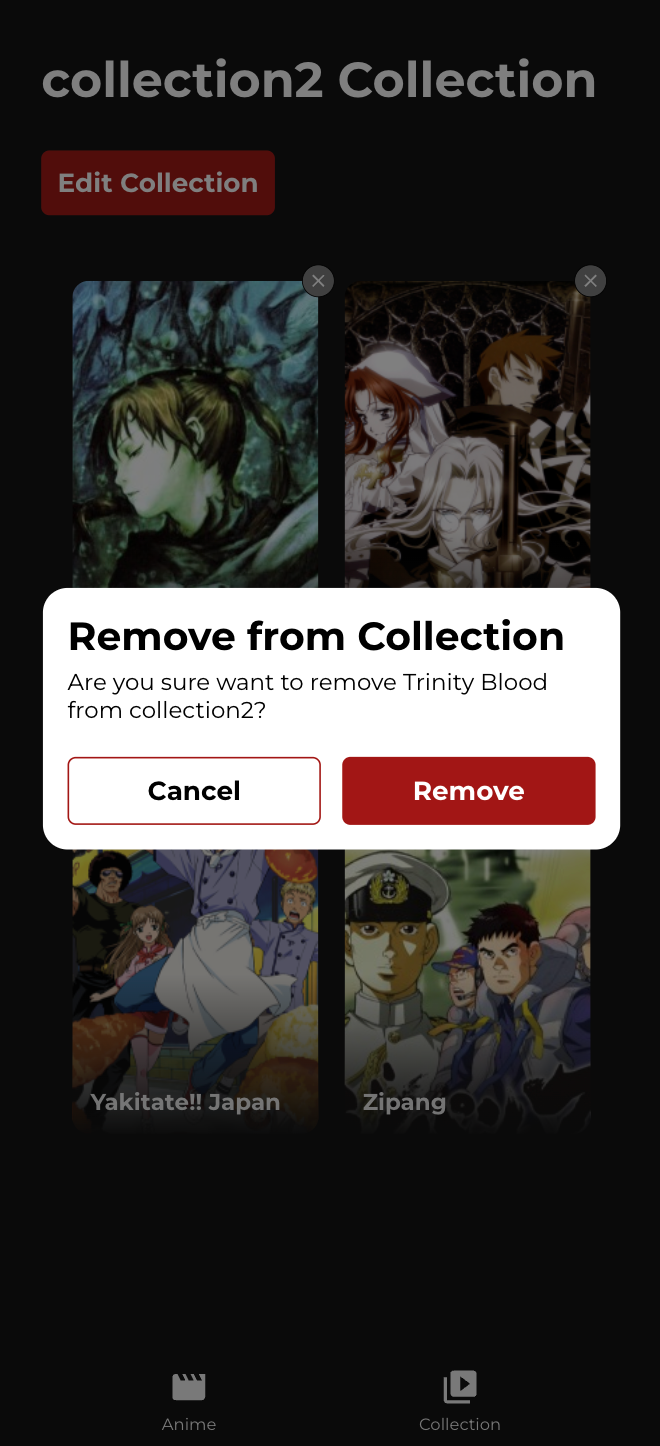 collection2 Collection
Edit Collection
Remove from Collection
Are you sure want to remove Trinity Blood
from collection2?
Cancel
Remove
Yakitate!! Japan
Zipang
Anime
Collection